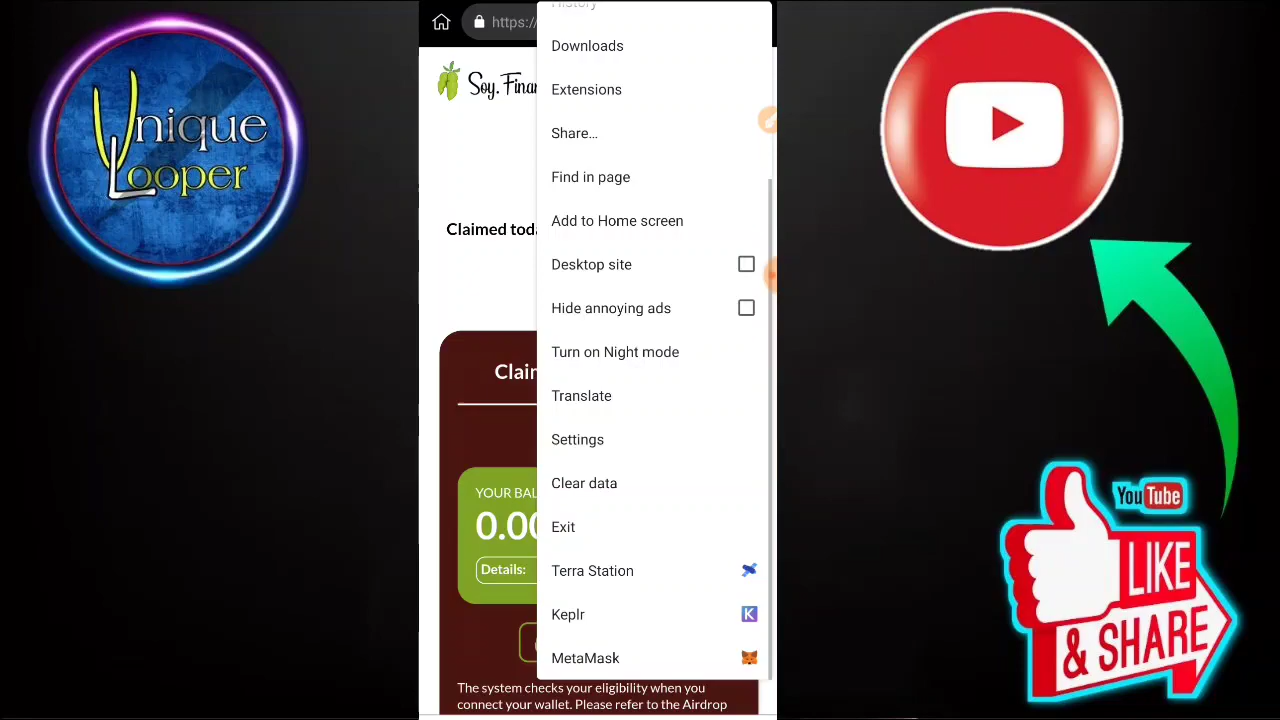 Unique
Looper
https://
Soy. Finan
Claimed toda
Clair
YOUR BAL
0.00
Details:
The system checks your eligibility when you
connect your wallet. Please refer to the Airdrop
History
Downloads
Extensions
Share...
Find in page
Add to Home screen
Desktop site
Hide annoying ads
Turn on Night mode
Translate
Settings
Clear data
Exit
Terra Station
Keplr
K
MetaMask
YouTube
LIKE
& SHARE